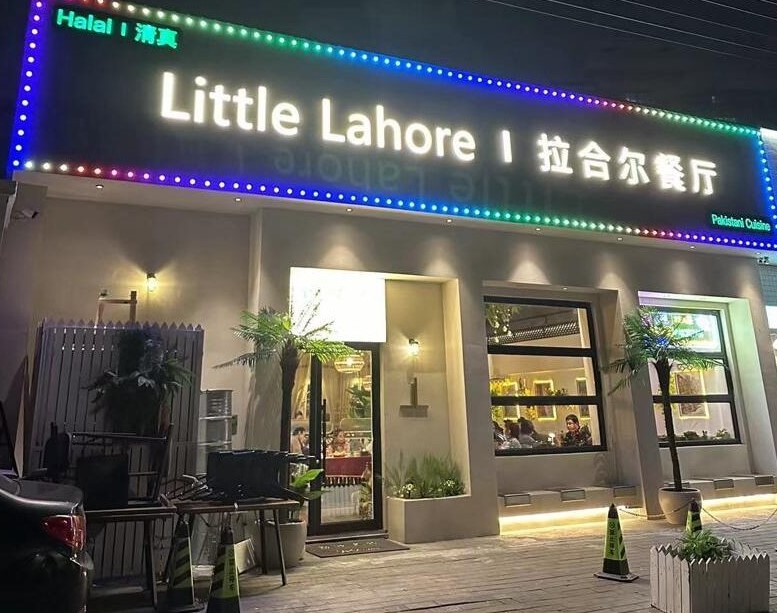 Halal | 清真
Little Lahore | 拉合尔餐厅
Pakistani Cuisine